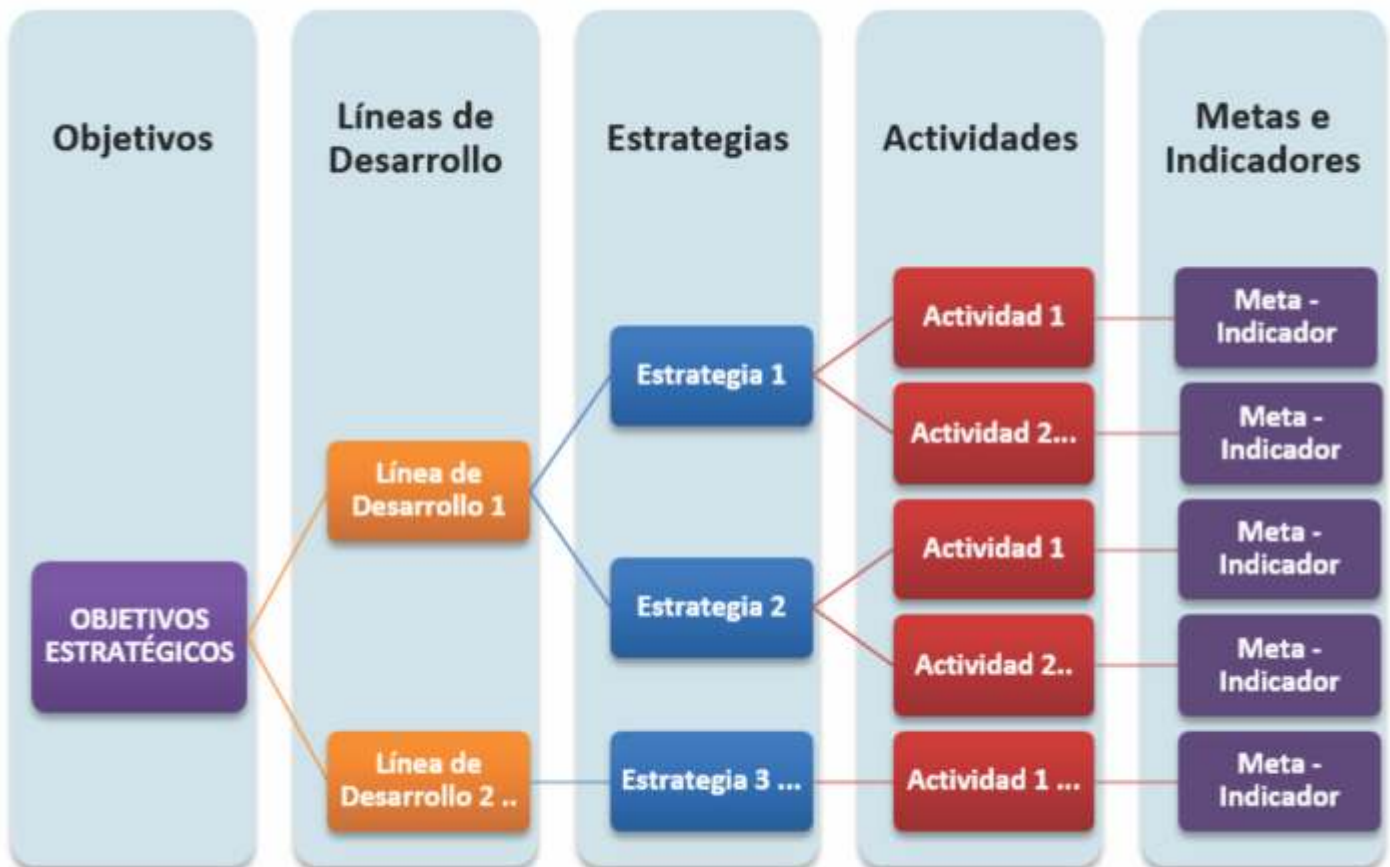 Objetivos
Líneas de
Desarrollo
Estrategias
Actividades
Metas e
Indicadores
OBJETIVOS
ESTRATÉGICOS
Línea de
Desarrollo 1
Línea de
Desarrollo 2 ..
Estrategia 1
Estrategia 2
Estrategia 3 ...
Actividad 1
Actividad 2...
Actividad 1
Actividad 2..
Actividad 1 ...
Meta -
Indicador
Meta -
Indicador
Meta -
Indicador
Meta -
Indicador
Meta -
Indicador